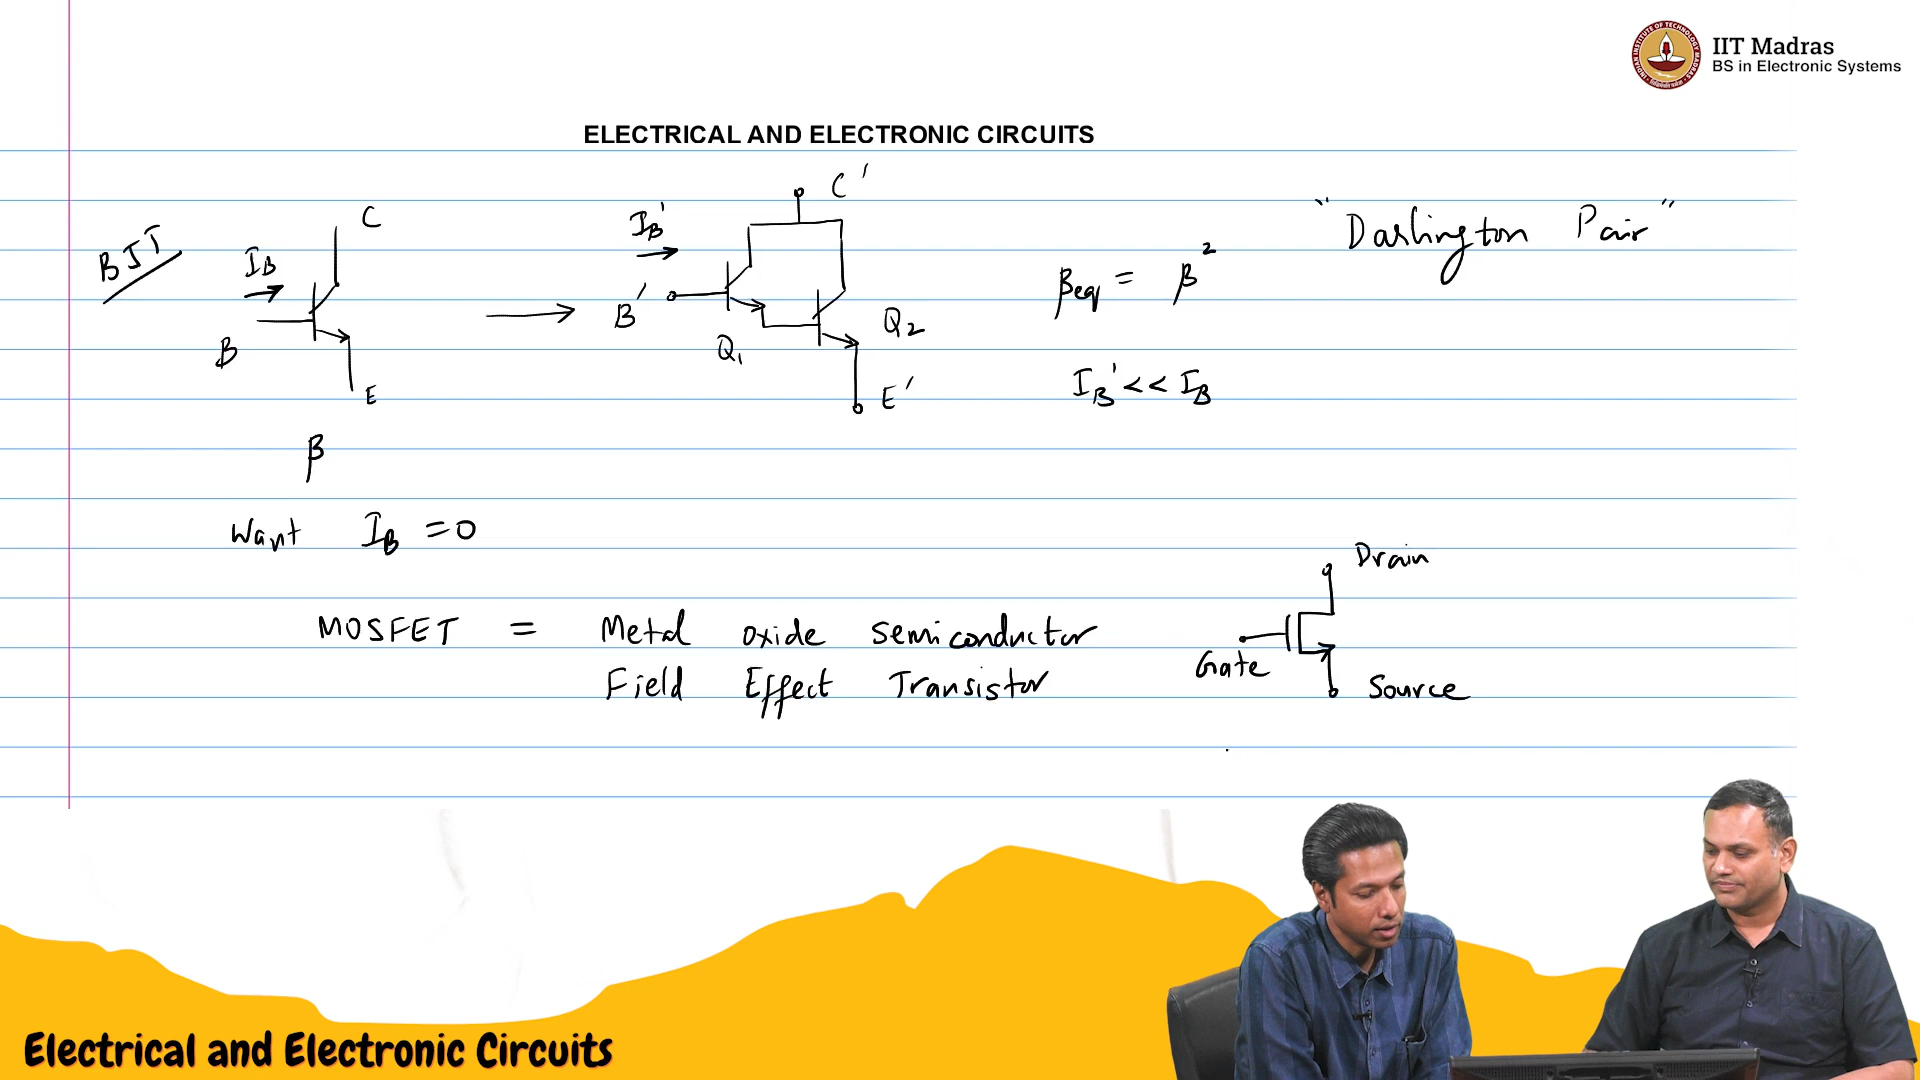 IIT Madras
BS in Electronic Systems
ELECTRICAL AND ELECTRONIC CIRCUITS
BJT
C
IB
B
E
β
C'
IB'
B'
Q1
Q2
E'
βeq = β²
IB' << IB
"Darlington Pair"
Want IB = 0
MOSFET = Metal oxide semiconductor
Field Effect Transistor
Drain
Gate
Source
Electrical and Electronic Circuits